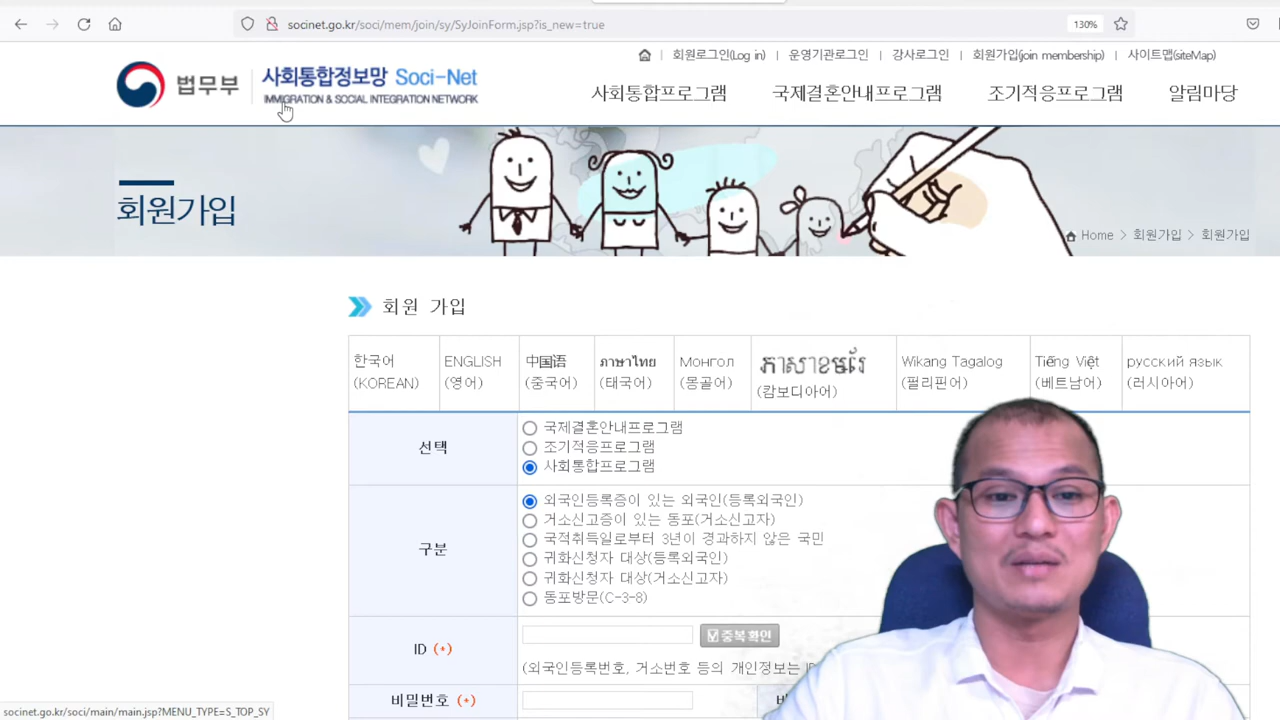 socinet.go.kr/soci/mem/join/sy/SyJoinForm.jsp?is_new=true
130%
회원로그인(Log in) | 운영기관로그인 | 강사로그인 | 회원가입(join membership) | 사이트맵(siteMap)
법무부
사회통합정보망 Soci-Net
IMMIGRATION & SOCIAL INTEGRATION NETWORK
사회통합프로그램 국제결혼안내프로그램 조기적응프로그램 알림마당
회원가입
Home > 회원가입 > 회원가입
회원 가입
한국어 (KOREAN)
ENGLISH (영어)
中国语 (중국어)
ภาษาไทย (태국어)
Монгол (몽골어)
ភាសាខមែរ (캄보디아어)
Wikang Tagalog (필리핀어)
Tiếng Việt (베트남어)
русский язык (러시아어)
선택
국제결혼안내프로그램
조기적응프로그램
사회통합프로그램
구분
외국인등록증이 있는 외국인(등록외국인)
거소신고증이 있는 동포(거소신고자)
국적취득일로부터 3년이 경과하지 않은 국민
귀화신청자 대상(등록외국인)
귀화신청자 대상(거소신고자)
동포방문(C-3-8)
ID (*)
중복확인
(외국인등록번호, 거소번호 등의 개인정보는
비밀번호 (*)
socinet.go.kr/soci/main/main.jsp?MENU_TYPE=S_TOP_SY